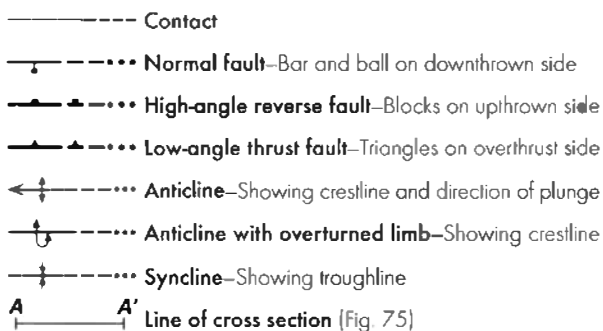 Contact
Normal fault–Bar and ball on downthrown side
High-angle reverse fault–Blocks on upthrown side
Low-angle thrust fault–Triangles on overthrust side
Anticline–Showing crestline and direction of plunge
Anticline with overturned limb–Showing crestline
Syncline–Showing troughline
A A' Line of cross section (Fig. 75)